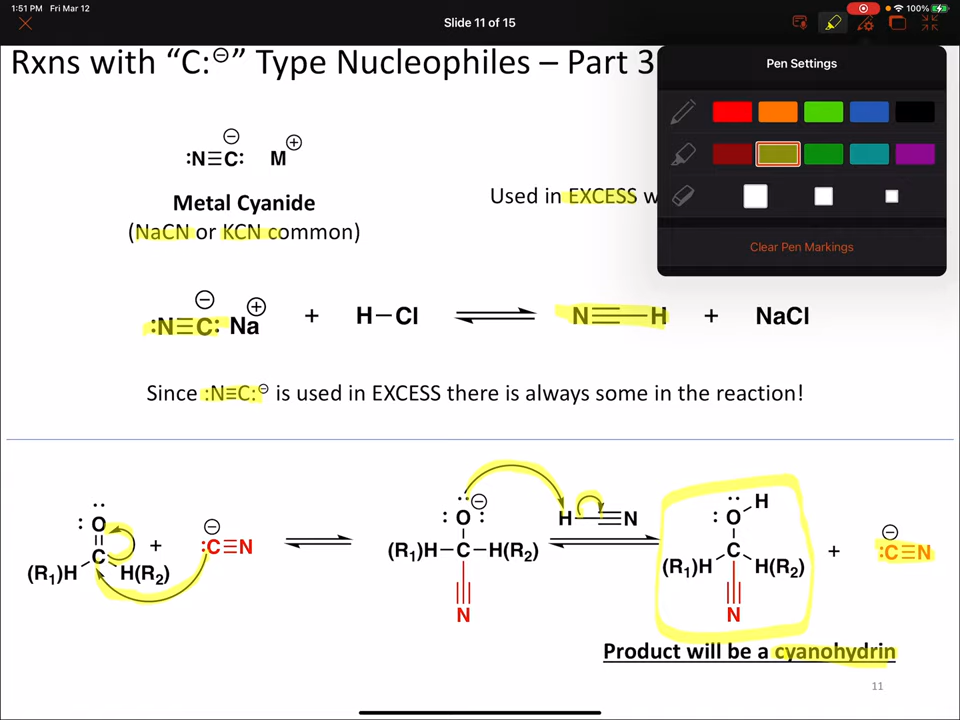 1:51 PM Fri Mar 12
100%
Slide 11 of 15
Rxns with “C:⊖” Type Nucleophiles – Part 3
Pen Settings
Clear Pen Markings
:N≡C:⊖ M⊕
Metal Cyanide
(NaCN or KCN common)
Used in EXCESS w
:N≡C:⊖ Na⊕ + H–Cl ⇌ N≡–H + NaCl
Since :N≡C:⊖ is used in EXCESS there is always some in the reaction!
:O:
C
(R₁)H H(R₂)
+
⊖
:C≡N
:O:⊖
(R₁)H–C–H(R₂)
N
H–≡N
:O–H
C
(R₁)H H(R₂)
N
+
⊖
:C≡N
Product will be a cyanohydrin
11